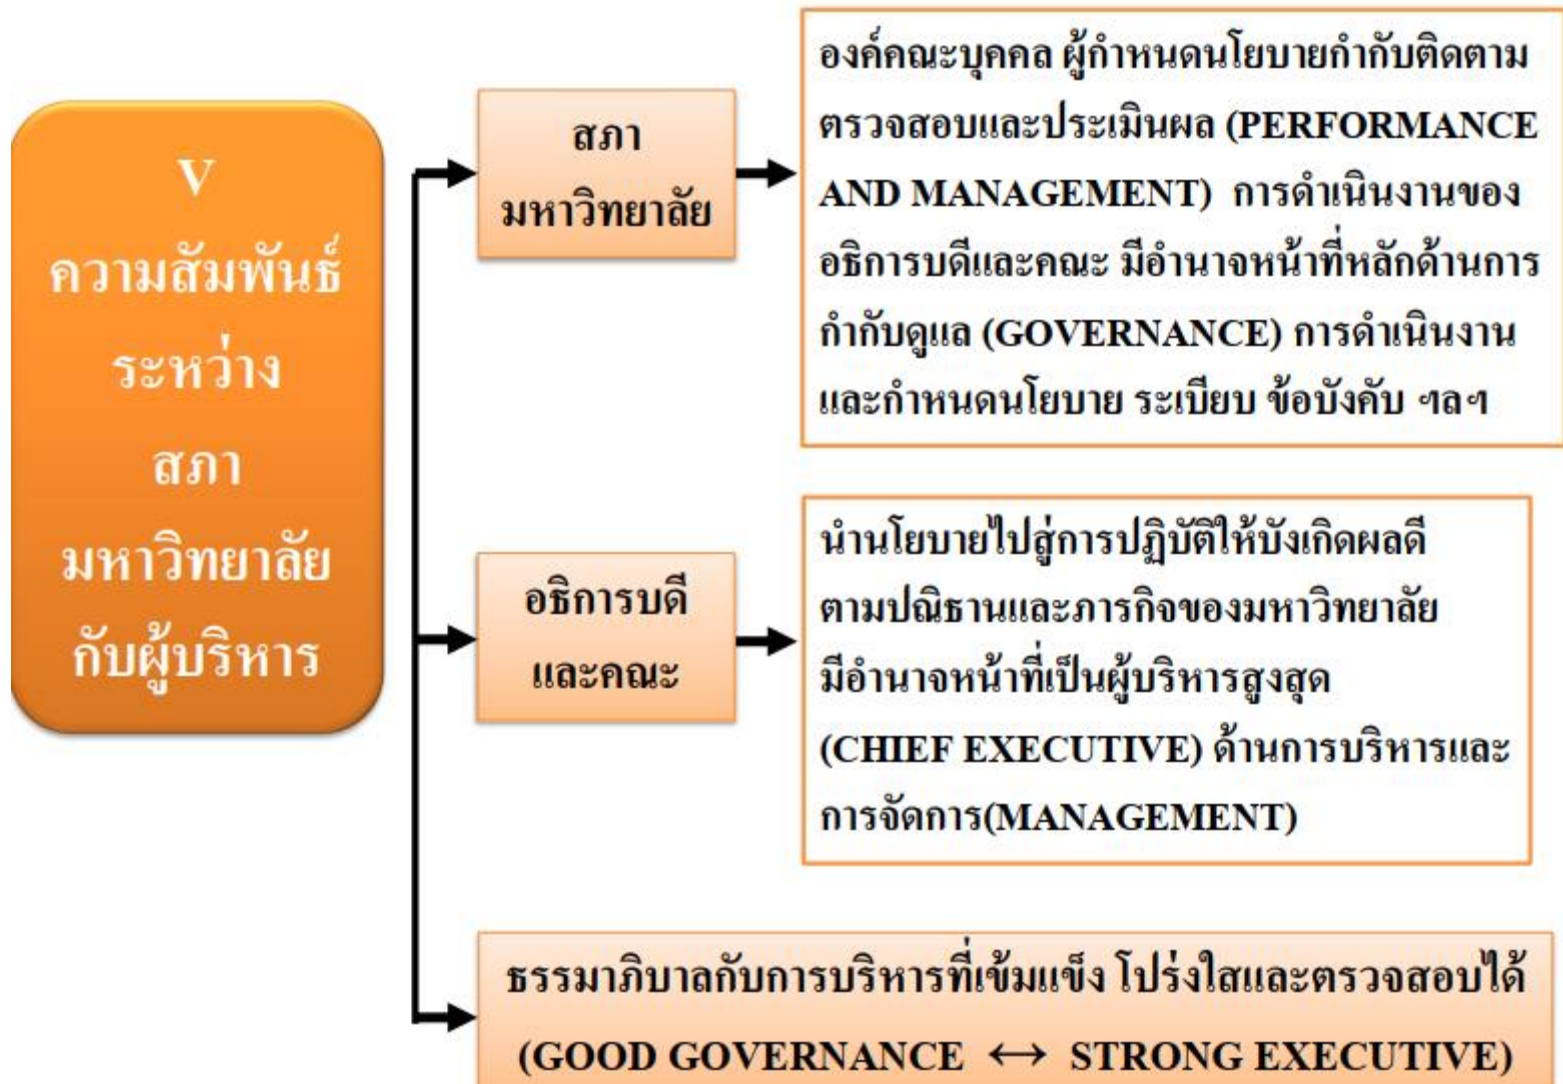 V
ความสัมพันธ์
ระหว่าง
สภา
มหาวิทยาลัย
กับผู้บริหาร
สภา
มหาวิทยาลัย
องค์คณะบุคคล ผู้กำหนดนโยบายกำกับติดตาม
ตรวจสอบและประเมินผล (PERFORMANCE
AND MANAGEMENT) การดำเนินงานของ
อธิการบดีและคณะ มีอำนาจหน้าที่หลักด้านการ
กำกับดูแล (GOVERNANCE) การดำเนินงาน
และกำหนดนโยบาย ระเบียบ ข้อบังคับ ฯลฯ
อธิการบดี
และคณะ
นำนโยบายไปสู่การปฏิบัติให้บังเกิดผลดี
ตามปณิธานและภารกิจของมหาวิทยาลัย
มีอำนาจหน้าที่เป็นผู้บริหารสูงสุด
(CHIEF EXECUTIVE) ด้านการบริหารและ
การจัดการ(MANAGEMENT)
ธรรมาภิบาลกับการบริหารที่เข้มแข็ง โปร่งใสและตรวจสอบได้
(GOOD GOVERNANCE ↔ STRONG EXECUTIVE)